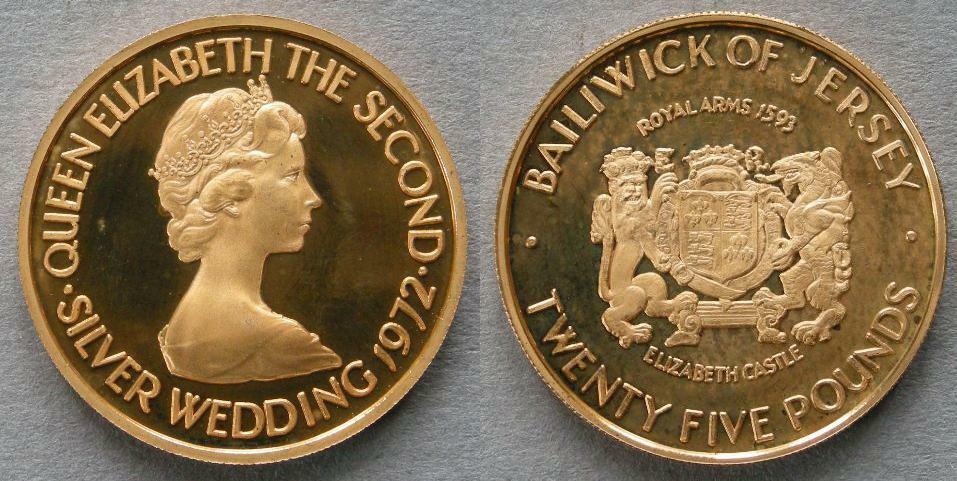 QUEEN ELIZABETH THE SECOND
· SILVER WEDDING 1972 ·
BAILIWICK OF JERSEY
ROYAL ARMS 1593
ELIZABETH CASTLE
· TWENTY FIVE POUNDS ·